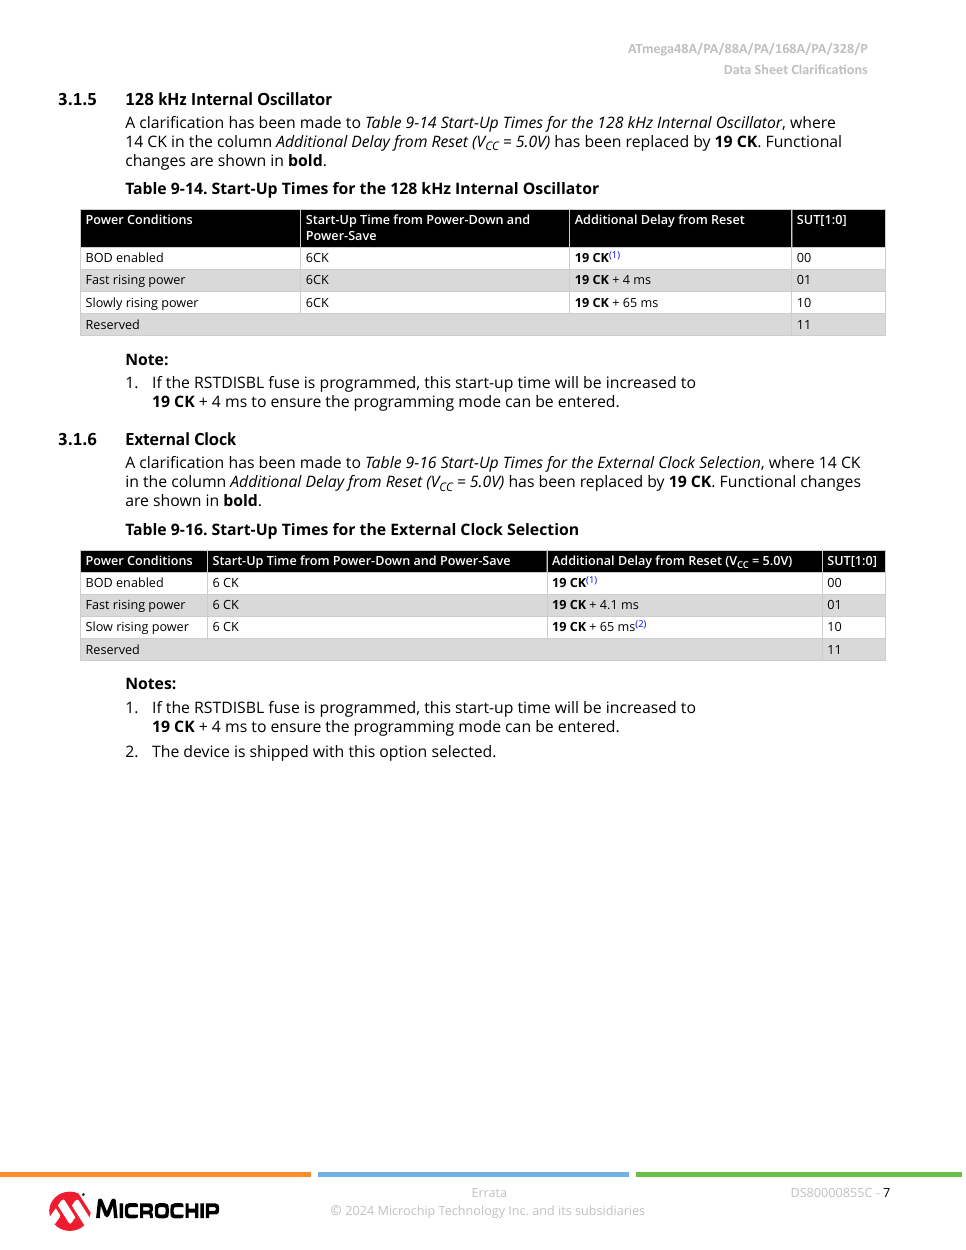 ATmega48A/PA/88A/PA/168A/PA/328/P
Data Sheet Clarifications
3.1.5 128 kHz Internal Oscillator
A clarification has been made to Table 9-14 Start-Up Times for the 128 kHz Internal Oscillator, where
14 CK in the column Additional Delay from Reset (VCC = 5.0V) has been replaced by 19 CK. Functional
changes are shown in bold.
Table 9-14. Start-Up Times for the 128 kHz Internal Oscillator
Power Conditions Start-Up Time from Power-Down and Additional Delay from Reset SUT[1:0]
Power-Save
BOD enabled 6CK 19 CK(1) 00
Fast rising power 6CK 19 CK + 4 ms 01
Slowly rising power 6CK 19 CK + 65 ms 10
Reserved 11
Note:
1. If the RSTDISBL fuse is programmed, this start-up time will be increased to
19 CK + 4 ms to ensure the programming mode can be entered.
3.1.6 External Clock
A clarification has been made to Table 9-16 Start-Up Times for the External Clock Selection, where 14 CK
in the column Additional Delay from Reset (VCC = 5.0V) has been replaced by 19 CK. Functional changes
are shown in bold.
Table 9-16. Start-Up Times for the External Clock Selection
Power Conditions Start-Up Time from Power-Down and Power-Save Additional Delay from Reset (VCC = 5.0V) SUT[1:0]
BOD enabled 6 CK 19 CK(1) 00
Fast rising power 6 CK 19 CK + 4.1 ms 01
Slow rising power 6 CK 19 CK + 65 ms(2) 10
Reserved 11
Notes:
1. If the RSTDISBL fuse is programmed, this start-up time will be increased to
19 CK + 4 ms to ensure the programming mode can be entered.
2. The device is shipped with this option selected.
Errata DS80000855C - 7
MICROCHIP
© 2024 Microchip Technology Inc. and its subsidiaries